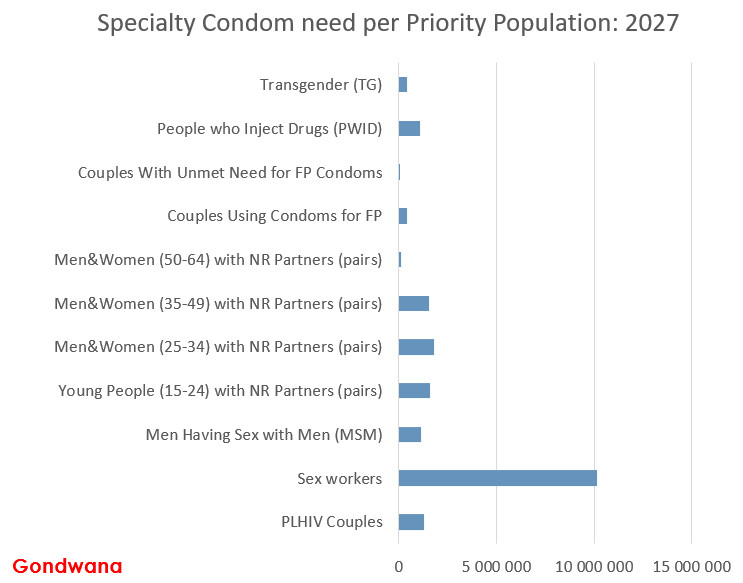 Specialty Condom need per Priority Population: 2027
Transgender (TG)
People who Inject Drugs (PWID)
Couples With Unmet Need for FP Condoms
Couples Using Condoms for FP
Men&Women (50-64) with NR Partners (pairs)
Men&Women (35-49) with NR Partners (pairs)
Men&Women (25-34) with NR Partners (pairs)
Young People (15-24) with NR Partners (pairs)
Men Having Sex with Men (MSM)
Sex workers
PLHIV Couples
0 5 000 000 10 000 000 15 000 000
Gondwana